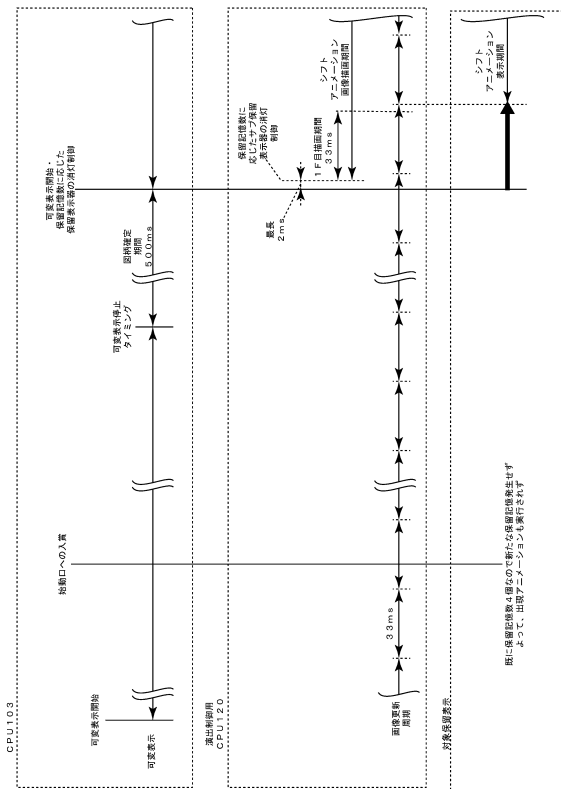 CPU103
可変表示開始
可変表示
始動口への入賞
可変表示停止
タイミング
図柄確定
期間
500ms
可変表示開始・
保留記憶数に応じた
保留表示器の消灯制御
演出制御用
CPU120
画像更新
周期
33ms
最長
2ms
保留記憶数に
応じたサブ保留
表示器の消灯
制御
1F目描画期間
33ms
シフト
アニメーション
画像描画期間
対象保留表示
既に保留記憶数4個なので新たな保留記憶発生せず
よって、出現アニメーションも実行されず
シフト
アニメーション
表示期間